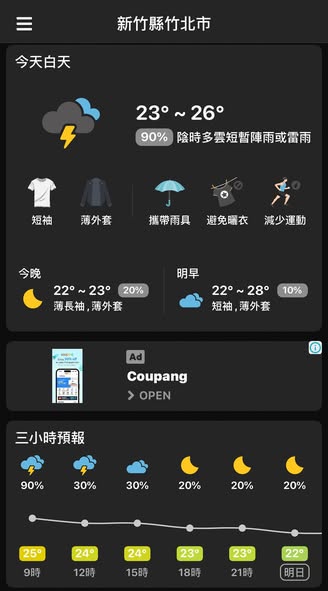 新竹縣竹北市
今天白天
23° ~ 26°
90% 陰時多雲短暫陣雨或雷雨
短袖 薄外套 攜帶雨具 避免曬衣 減少運動
今晚
22° ~ 23° 20%
薄長袖 , 薄外套
明早
22° ~ 28° 10%
短袖 , 薄外套
Ad
Coupang
OPEN
三小時預報
90% 30% 30% 20% 20% 20%
25° 24° 24° 23° 23° 22°
9時 12時 15時 18時 21時 明日